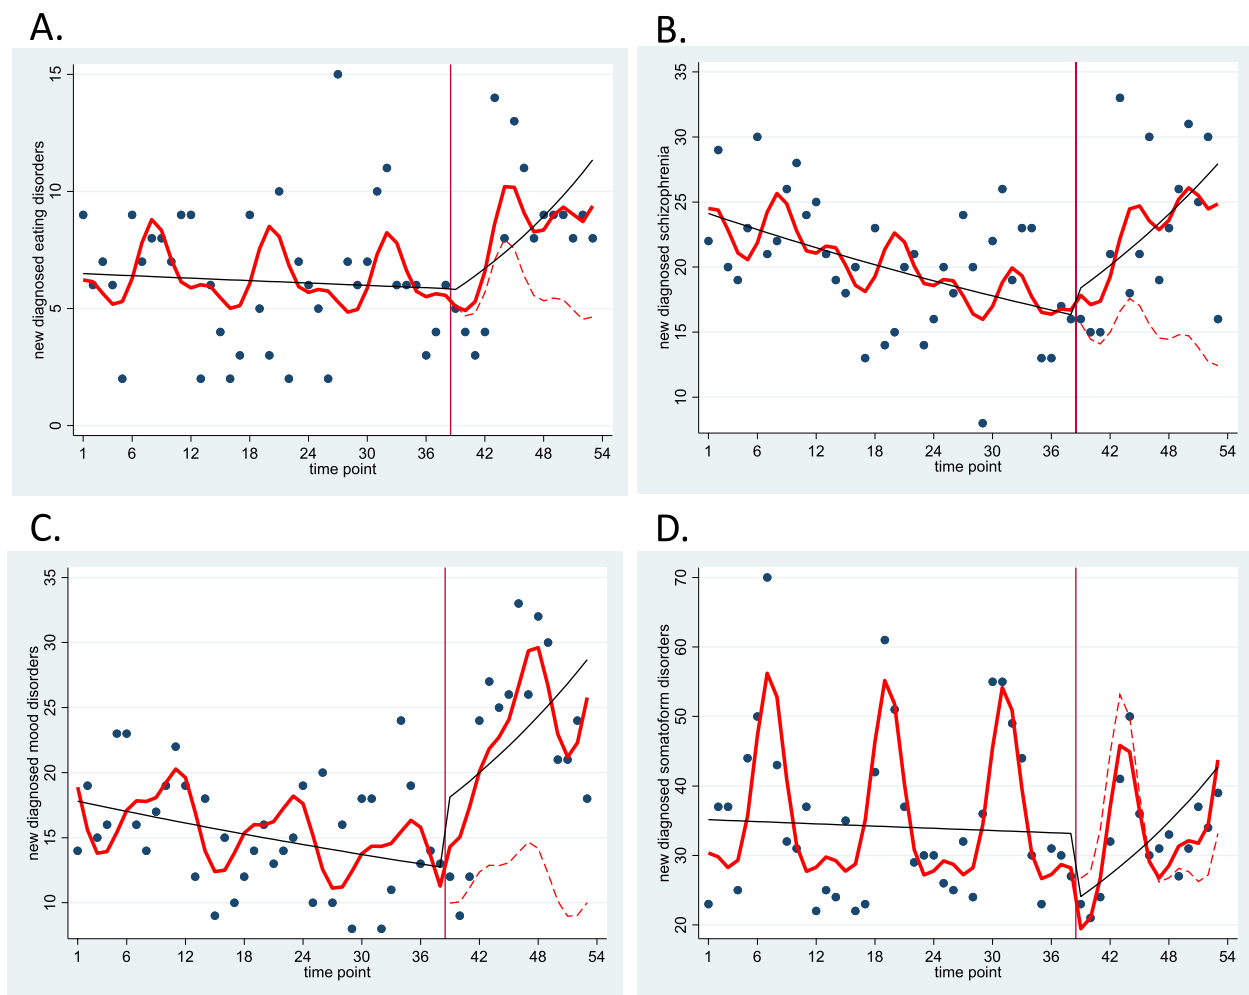 A.
new diagnosed seating disorders
15
10
5
0
1 6 12 18 24 30 36 42 48 54
time point
B.
new diagnosed schizophrenia
35
30
25
20
15
10
1 6 12 18 24 30 36 42 48 54
time point
C.
new diagnosed mood disorders
35
30
25
20
15
10
1 6 12 18 24 30 36 42 48 54
time point
D.
new diagnosed somatoform disorders
70
60
50
40
30
20
1 6 12 18 24 30 36 42 48 54
time point